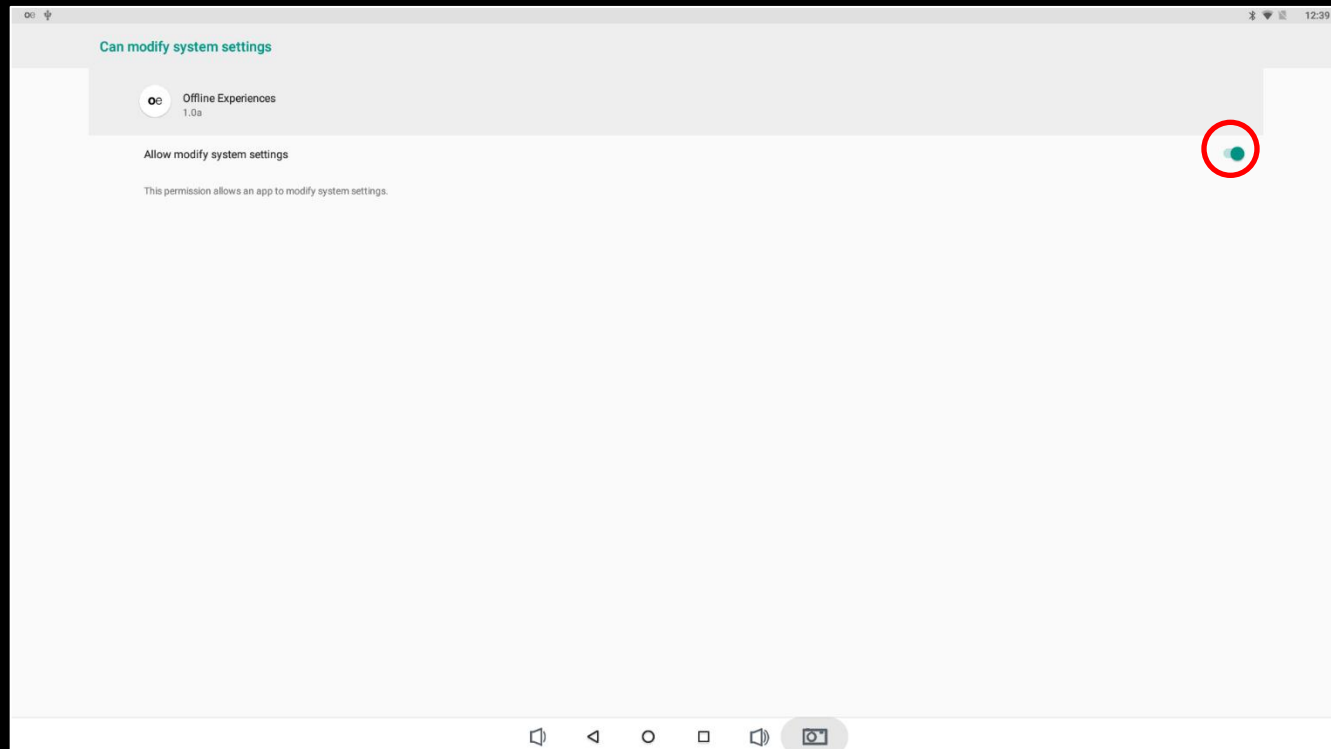 oe 12:39
Can modify system settings
oe Offline Experiences
1.0a
Allow modify system settings
This permission allows an app to modify system settings.